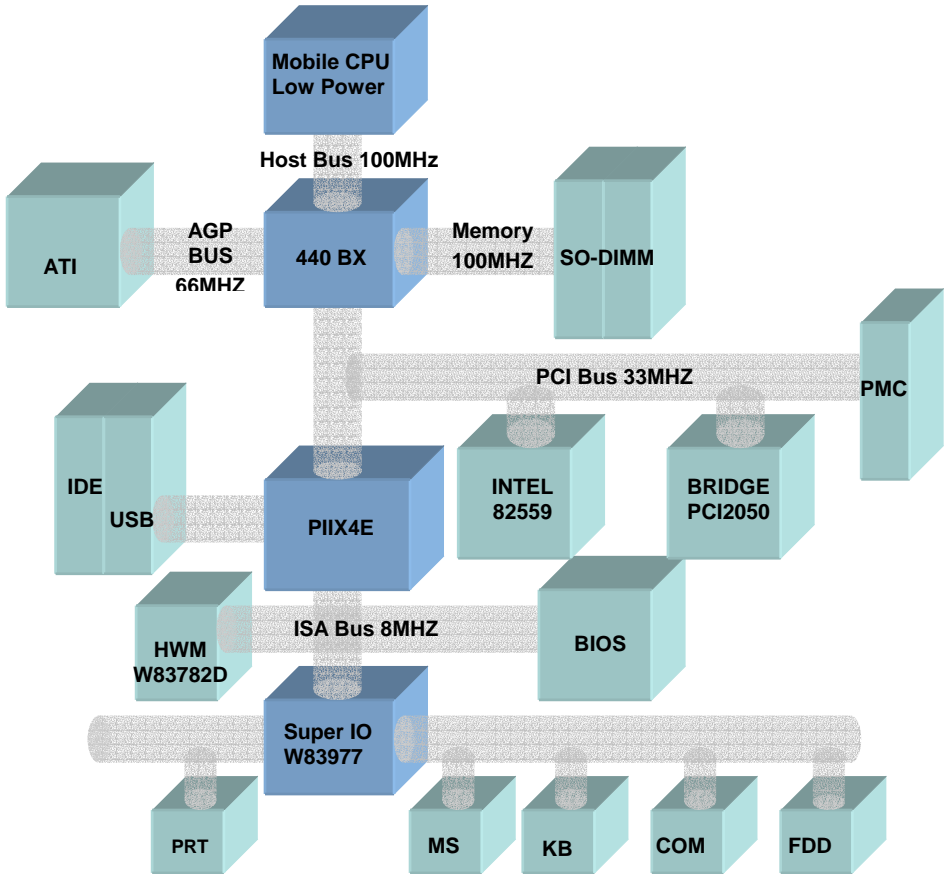 Mobile CPU
Low Power
Host Bus 100MHz
AGP
BUS
66MHZ
ATI
440 BX
Memory
100MHZ
SO-DIMM
PCI Bus 33MHZ
PMC
IDE
USB
PIIX4E
INTEL
82559
BRIDGE
PCI2050
ISA Bus 8MHZ
HWM
W83782D
BIOS
Super IO
W83977
PRT
MS
KB
COM
FDD